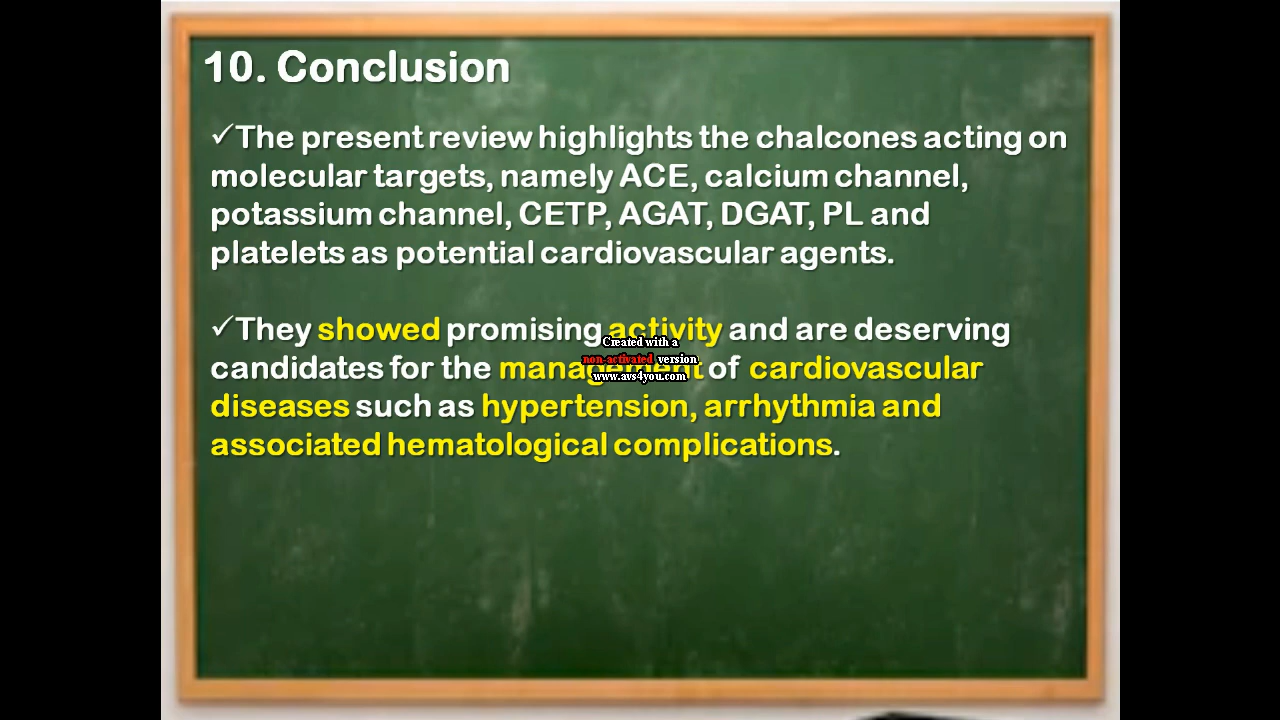 10. Conclusion
✓The present review highlights the chalcones acting on
molecular targets, namely ACE, calcium channel,
potassium channel, CETP, AGAT, DGAT, PL and
platelets as potential cardiovascular agents.
✓They showed promising activity and are deserving
candidates for the management of cardiovascular
diseases such as hypertension, arrhythmia and
associated hematological complications.
Created with a
non-activated version
www.avs4you.com